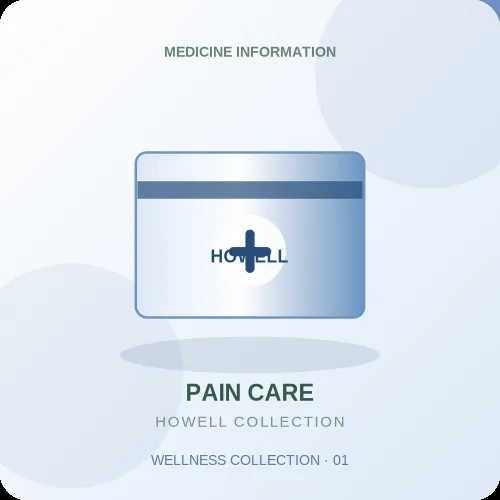 MEDICINE INFORMATION
HOWELL
PAIN CARE
HOWELL COLLECTION
WELLNESS COLLECTION · 01